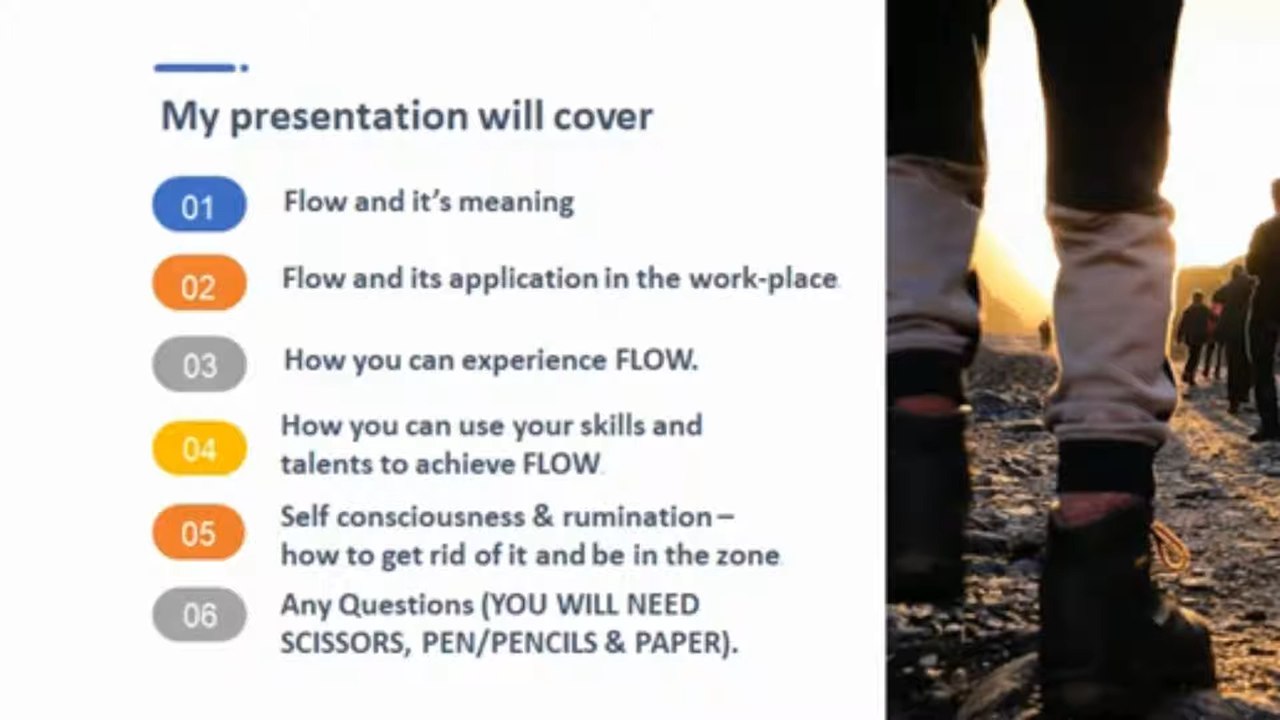 My presentation will cover
01
Flow and it’s meaning
02
Flow and its application in the work-place.
03
How you can experience FLOW.
04
How you can use your skills and
talents to achieve FLOW.
05
Self consciousness & rumination –
how to get rid of it and be in the zone
06
Any Questions (YOU WILL NEED
SCISSORS, PEN/PENCILS & PAPER).